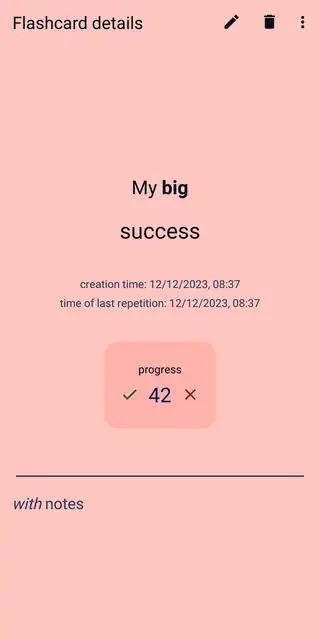 Flashcard details
My big
success
creation time: 12/12/2023, 08:37
time of last repetition: 12/12/2023, 08:37
progress
42
with notes